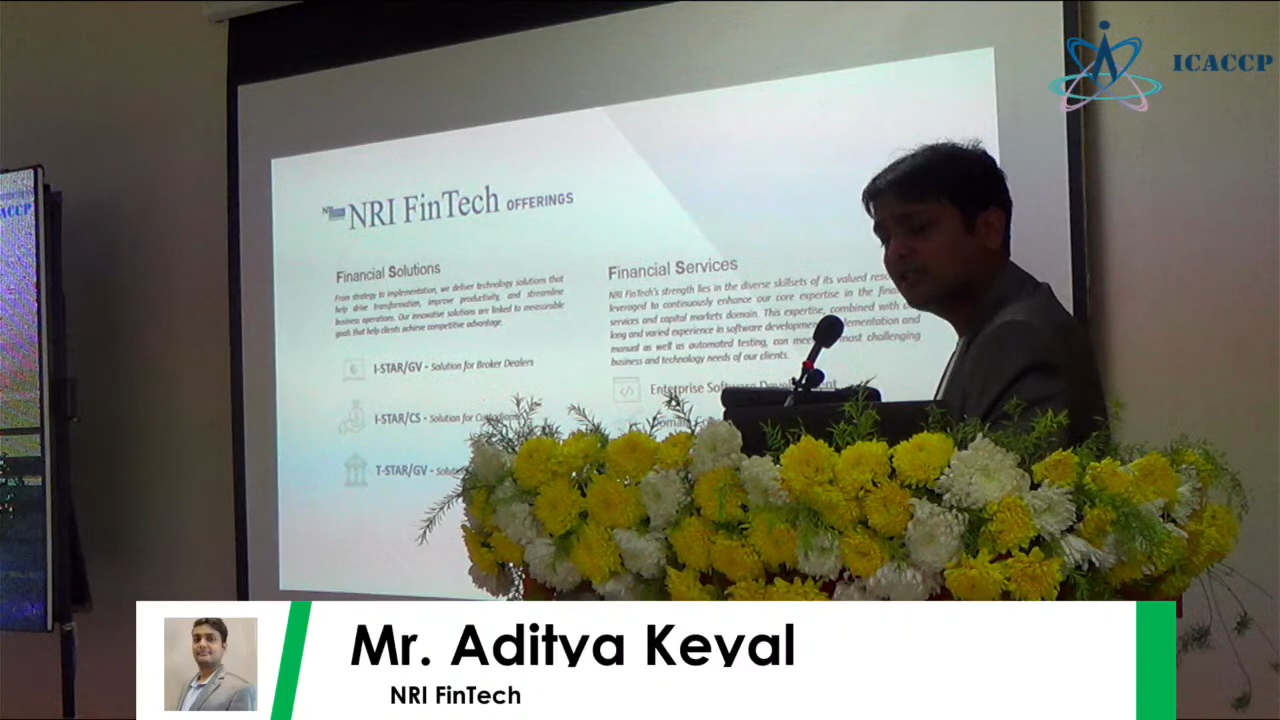 ICACCP
ACCP
NRI FinTech OFFERINGS
Financial Solutions
From strategy to implementation, we deliver technology solutions that
help drive transformation, improve productivity, and streamline
business operations. Our innovative solutions are linked to measurable
goals that help clients achieve competitive advantage.
I-STAR/GV - Solution for Broker Dealers
I-STAR/CS - Solution for
T-STAR/GV -
Financial Services
NRI FinTech's strength lies in the diverse skillsets of its valued
leveraged to continuously enhance our core expertise in the
services and capital markets domain. This expertise, combined with
long and varied experience in software
manual as well as automated testing, can most challenging
business and technology needs of our clients.
Enterprise
Mr. Aditya Keyal
NRI FinTech